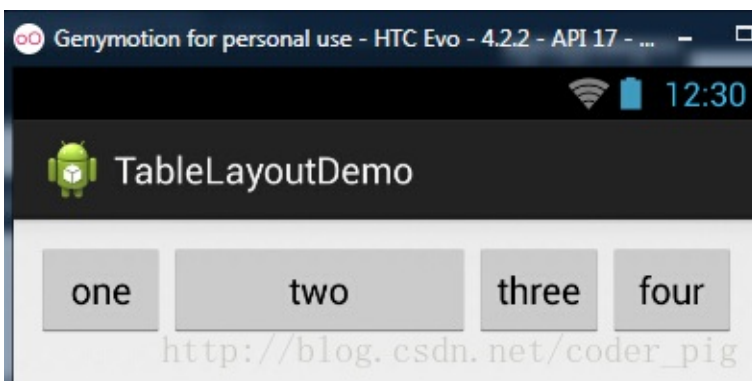 Genymotion for personal use - HTC Evo - 4.2.2 - API 17 - ...
12:30
TableLayoutDemo
one two three four
http://blog.csdn.net/coder_pig